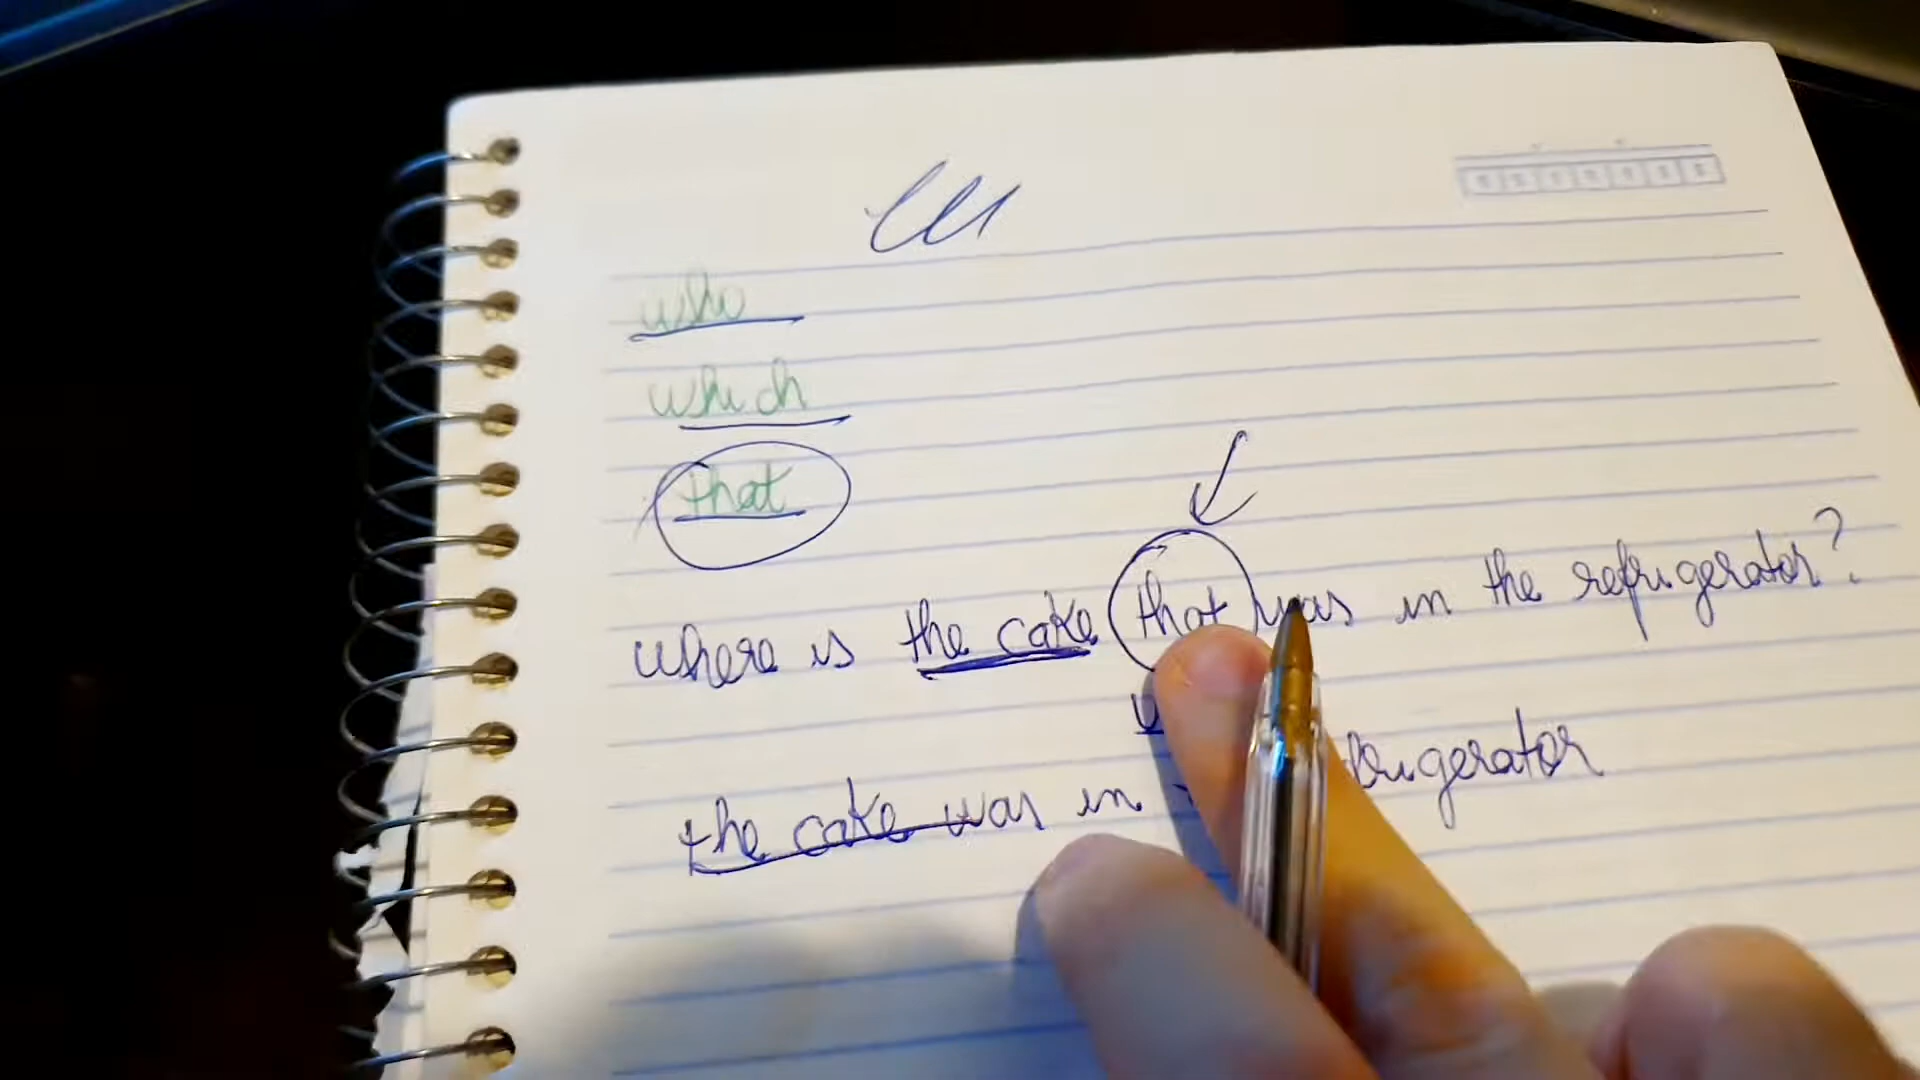 who
which
that
where is the cake that was in the refrigerator?
the cake was in